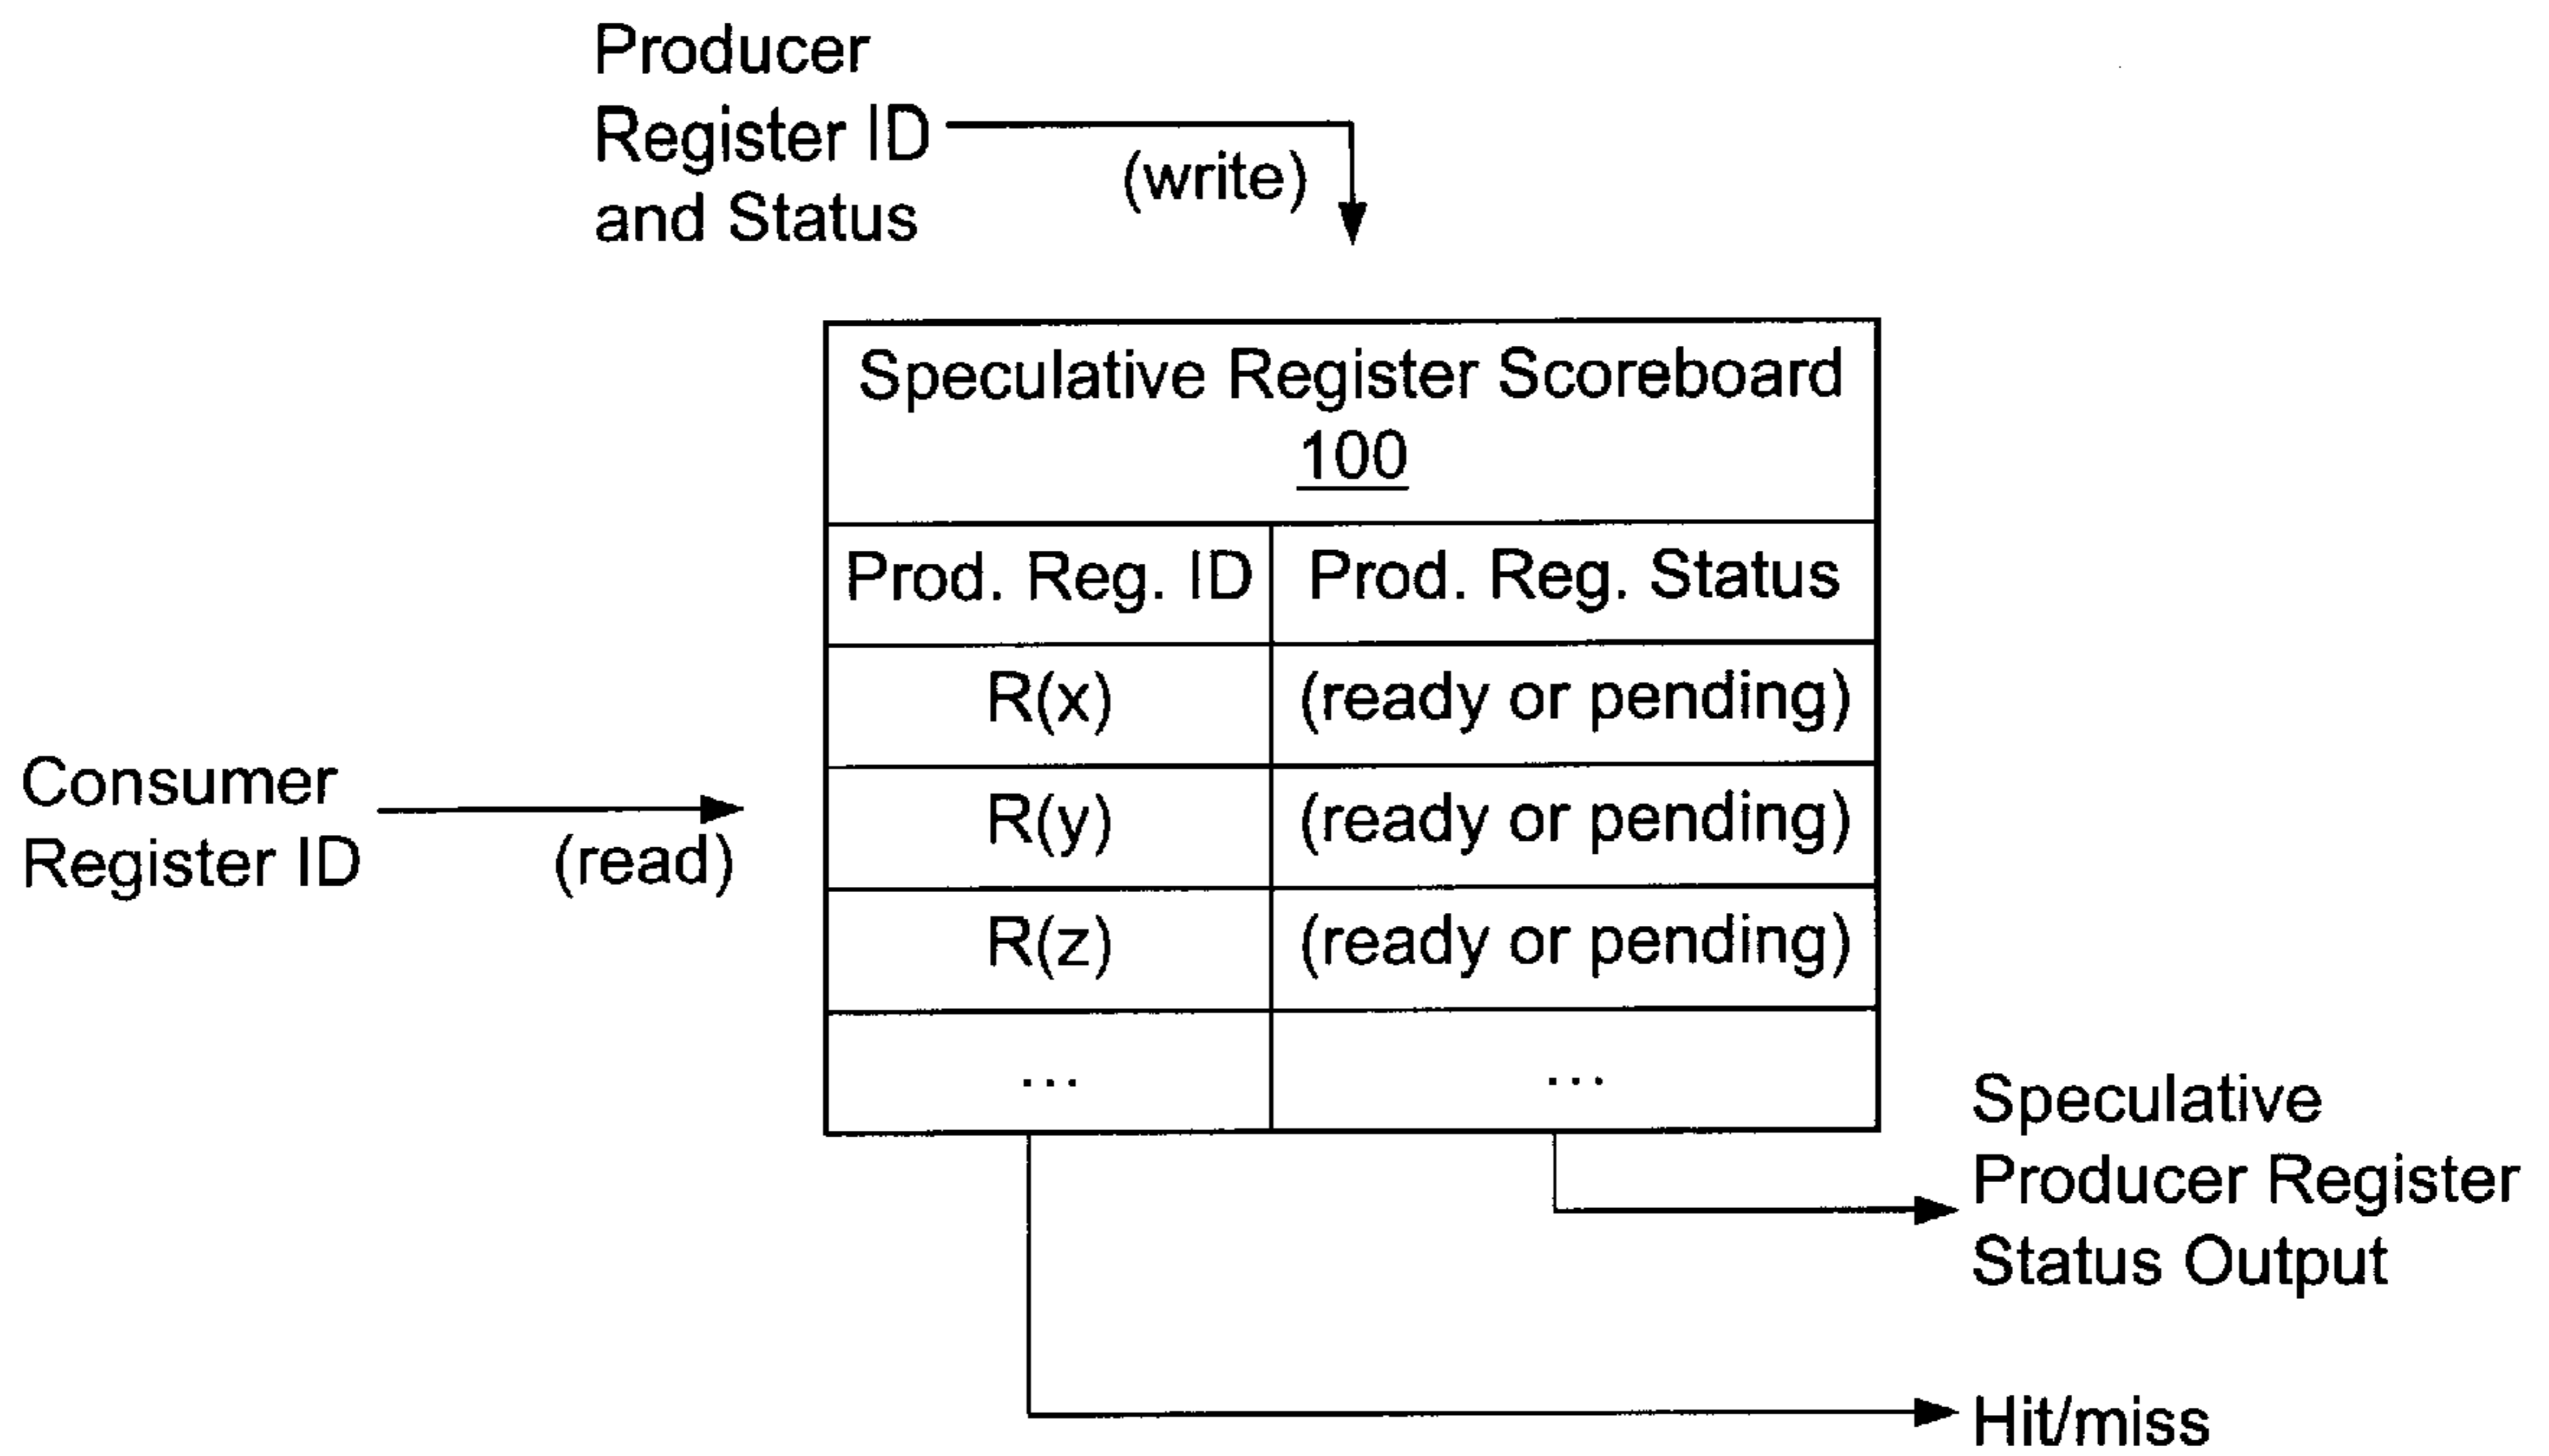 Producer
Register ID
and Status
(write)
Speculative Register Scoreboard
100
Prod. Reg. ID Prod. Reg. Status
R(x) (ready or pending)
Consumer
Register ID
(read)
R(y) (ready or pending)
R(z) (ready or pending)
... ...
Speculative
Producer Register
Status Output
Hit/miss